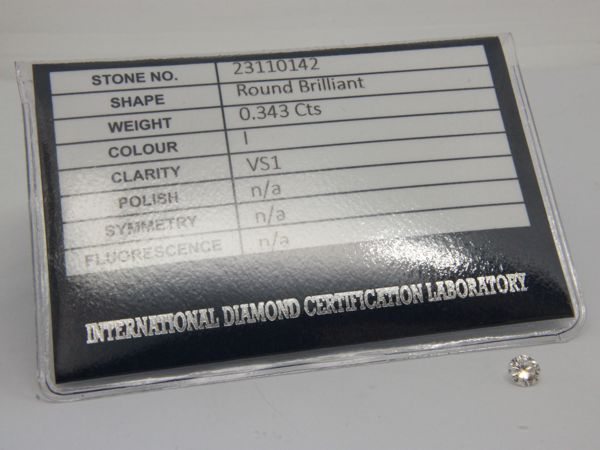 STONE NO. 23110142
SHAPE Round Brilliant
WEIGHT 0.343 Cts
COLOUR I
CLARITY VS1
POLISH n/a
SYMMETRY n/a
FLUORESCENCE n/a
INTERNATIONAL DIAMOND CERTIFICATION LABORATORY